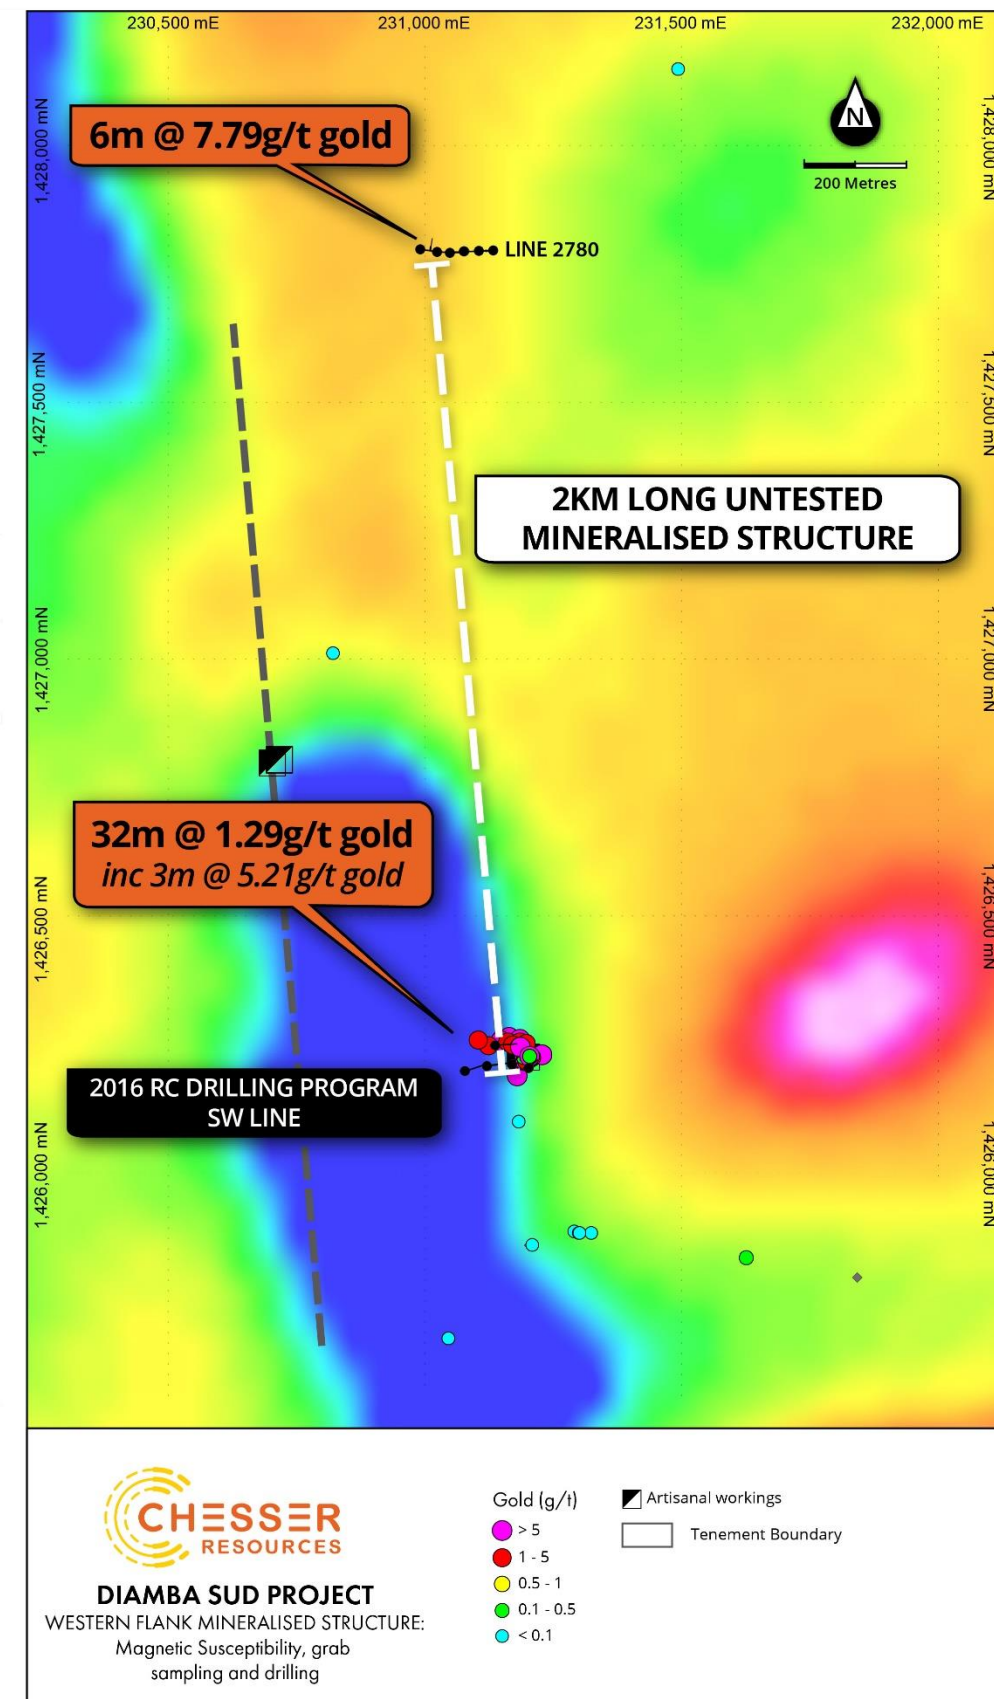 230,500 mE
231,000 mE
231,500 mE
232,000 mE
1,428,000 mN
1,428,000 mN
N
200 Metres
6m @ 7.79g/t gold
LINE 2780
1,427,500 mN
1,427,500 mN
2KM LONG UNTESTED
MINERALISED STRUCTURE
1,427,000 mN
1,427,000 mN
32m @ 1.29g/t gold
inc 3m @ 5.21g/t gold
1,426,500 mN
1,426,500 mN
2016 RC DRILLING PROGRAM
SW LINE
1,426,000 mN
1,426,000 mN
CHESSER
RESOURCES
DIAMBA SUD PROJECT
WESTERN FLANK MINERALISED STRUCTURE:
Magnetic Susceptibility, grab
sampling and drilling
Gold (g/t)
> 5
1 - 5
0.5 - 1
0.1 - 0.5
< 0.1
Artisanal workings
Tenement Boundary